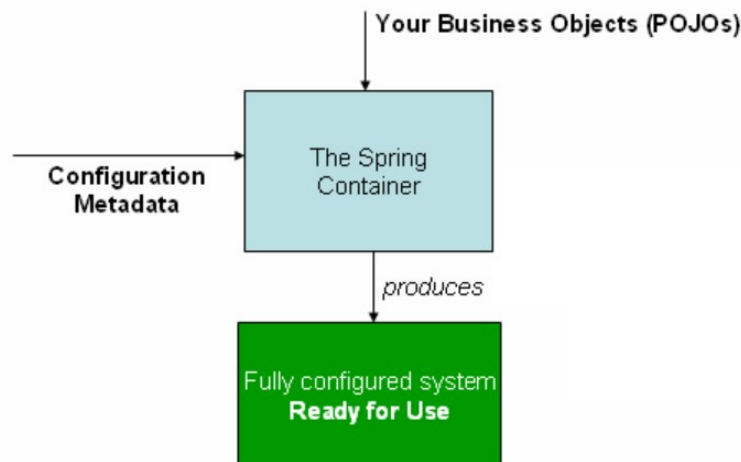 Your Business Objects (POJOs)
The Spring
Container
Configuration
Metadata
produces
Fully configured system
Ready for Use